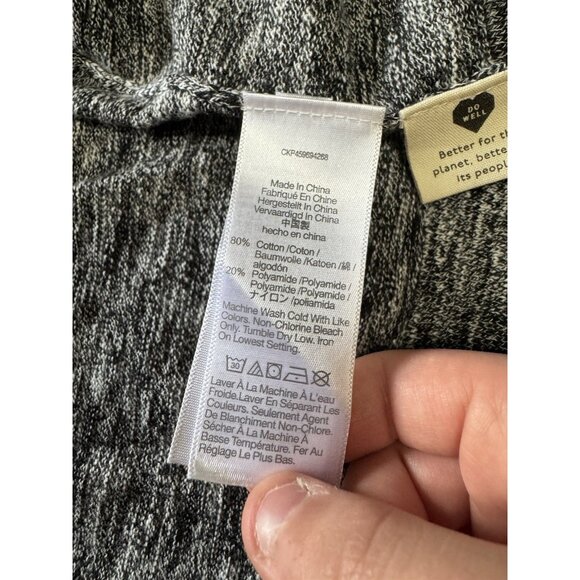 CKP459694268
Made In China
Fabriqué En Chine
Hergestellt In China
Vervaardigd In China
中国製
hecho en china
80% Cotton /Coton /
Baumwolle /Katoen /綿 /
algodón
20% Polyamide /Polyamide /
Polyamide /Polyamide /
ナイロン /poliamida
Machine Wash Cold With Like
Colors. Non-Chlorine Bleach
Only. Tumble Dry Low. Iron
On Lowest Setting.
30
Laver À La Machine À L'eau
Froide.Laver En Séparant Les
Couleurs. Seulement Agent
De Blanchiment Non-Chlore.
Sécher À La Machine À
Basse Température. Fer Au
Réglage Le Plus Bas.
DO
WELL
Better for th
planet, bette
its people